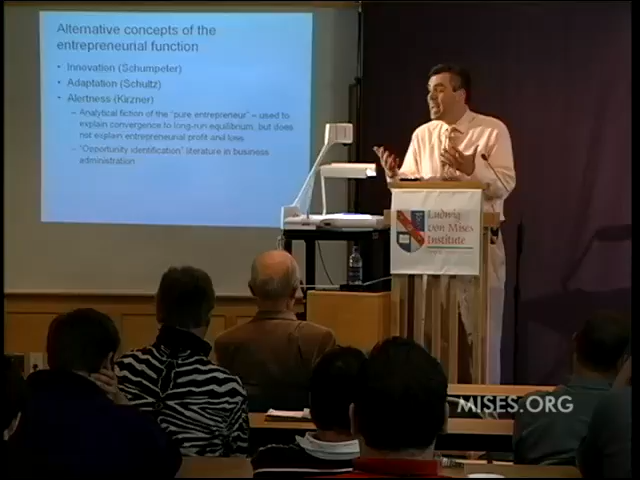 Alternative concepts of the
entrepreneurial function
• Innovation (Schumpeter)
• Adaptation (Schultz)
• Alertness (Kirzner)
– Analytical fiction of the "pure entrepreneur" – used to
explain convergence to long-run equilibrium, but does
not explain entrepreneurial profit and loss.
– "Opportunity identification" literature in business
administration
Ludwig
von Mises
Institute
MISES.ORG